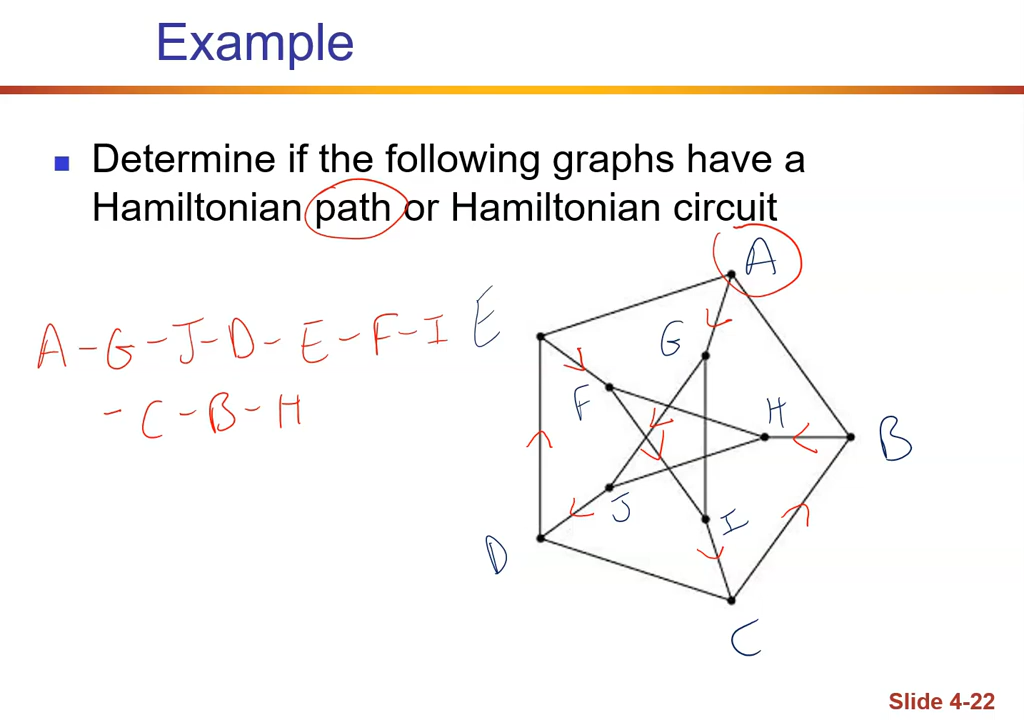 Example
Determine if the following graphs have a
Hamiltonian path or Hamiltonian circuit
A
A - G - J - D - E - F - I
E
G
F
H
- C - B - H
B
J
I
D
C
Slide 4-22